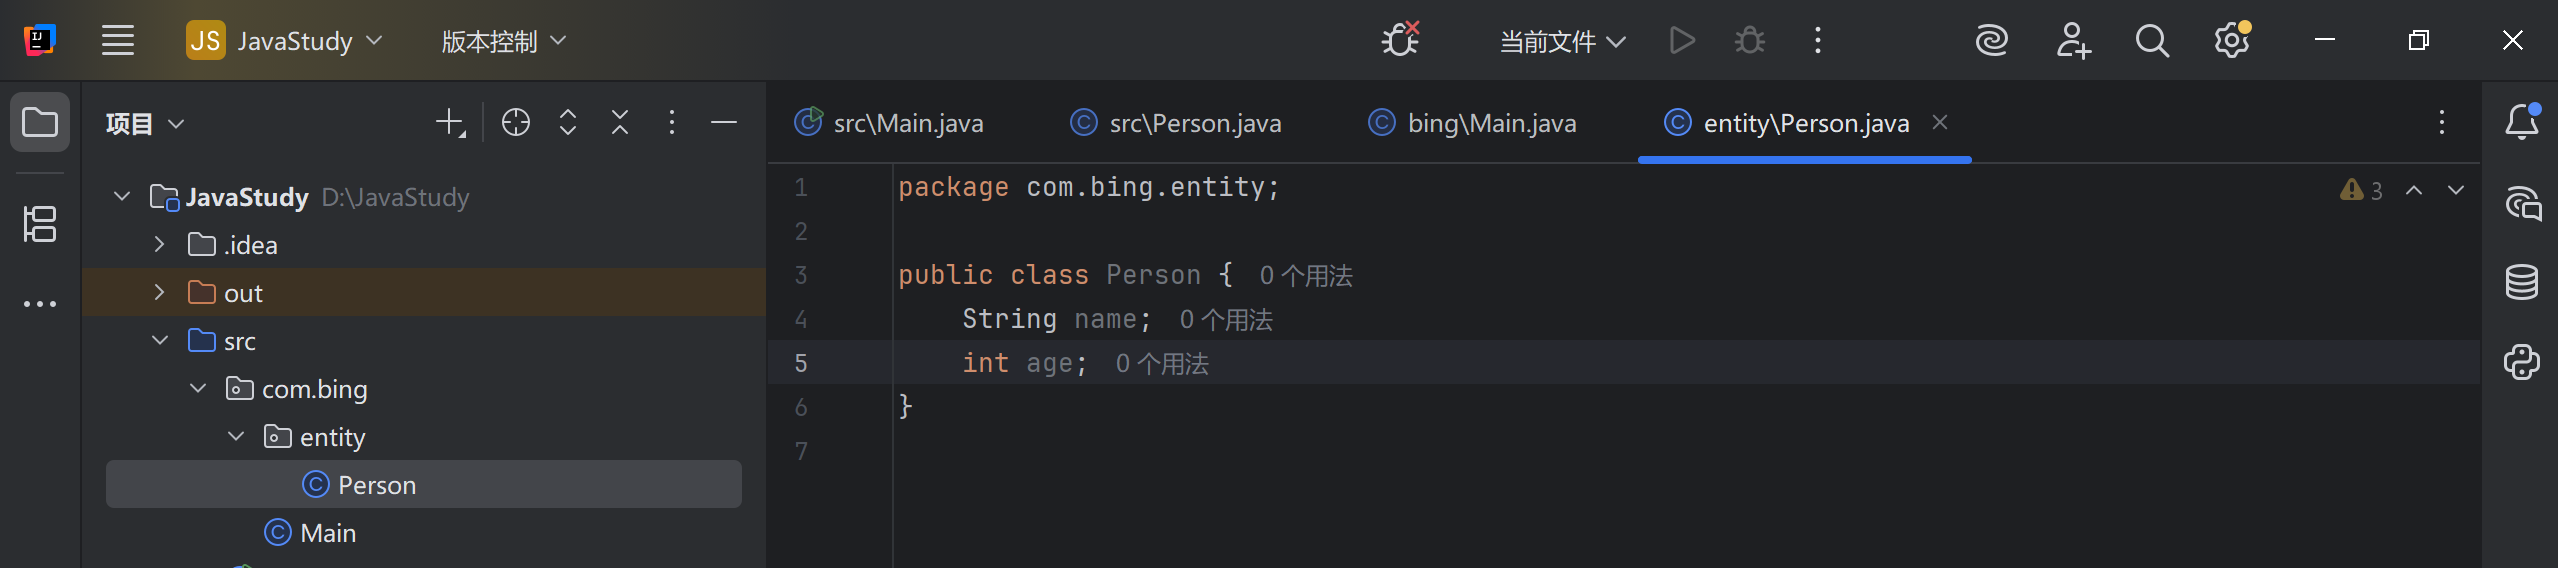 JS JavaStudy 版本控制 当前文件
项目
JavaStudy D:\JavaStudy
.idea
out
src
com.bing
entity
Person
Main
src\Main.java src\Person.java bing\Main.java entity\Person.java
1 package com.bing.entity;
3
2
3 public class Person { 0 个用法
4 String name; 0 个用法
5 int age; 0 个用法
6 }
7